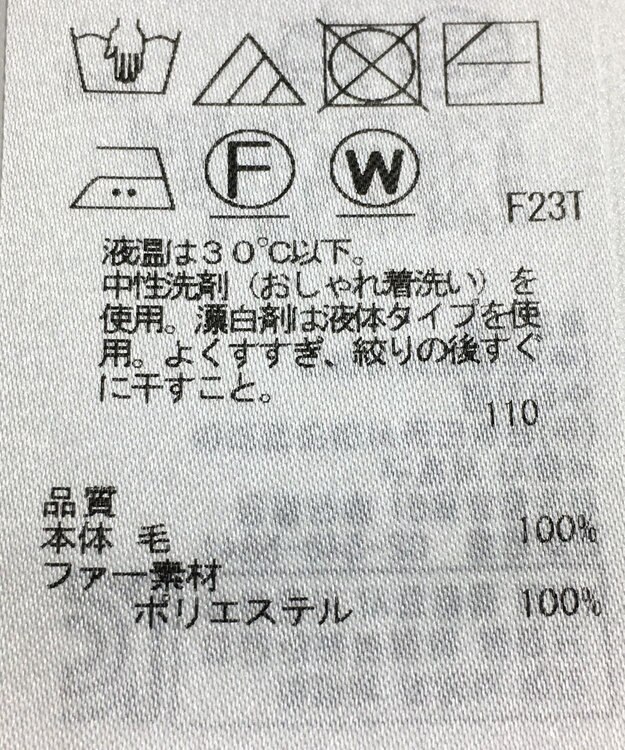 F W F23T
液温は30℃以下。
中性洗剤（おしゃれ着洗い）を
使用。漂白剤は液体タイプを使
用。よくすすぎ、絞りの後すぐ
に干すこと。
110
品質
本体 毛 100%
ファー素材
ポリエステル 100%